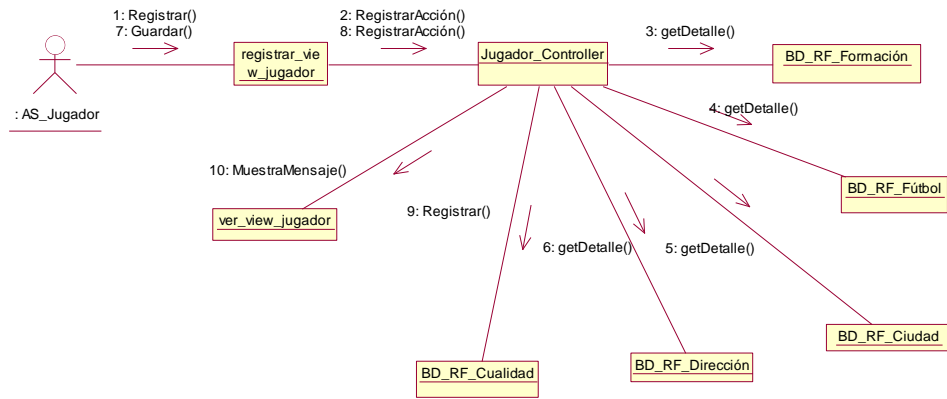 1: Registrar()
7: Guardar()
2: RegistrarAcción()
8: RegistrarAcción()
3: getDetalle()
registrar_vie
w_jugador
Jugador_Controller
BD_RF_Formación
: AS_Jugador
4: getDetalle()
10: MuestraMensaje()
BD_RF_Fútbol
ver_view_jugador
9: Registrar()
6: getDetalle()
5: getDetalle()
BD_RF_Ciudad
BD_RF_Cualidad
BD_RF_Dirección